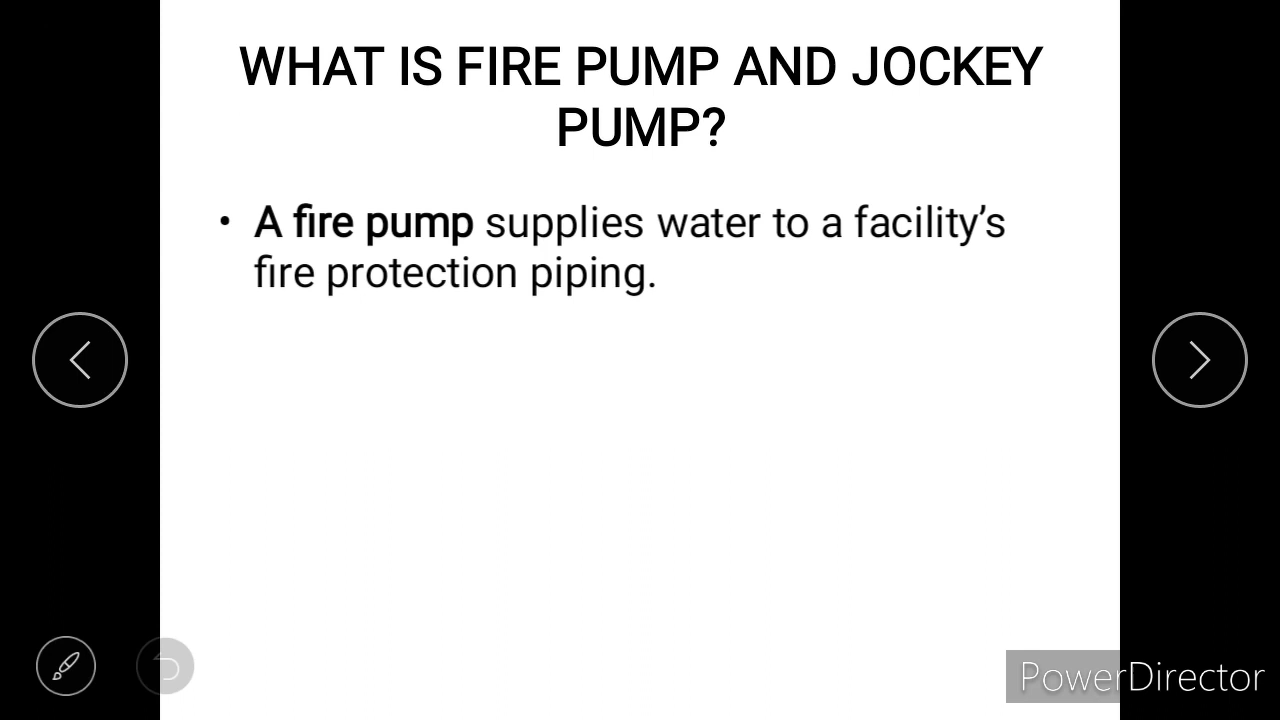 WHAT IS FIRE PUMP AND JOCKEY
PUMP?
• A fire pump supplies water to a facility’s
fire protection piping.
PowerDirector